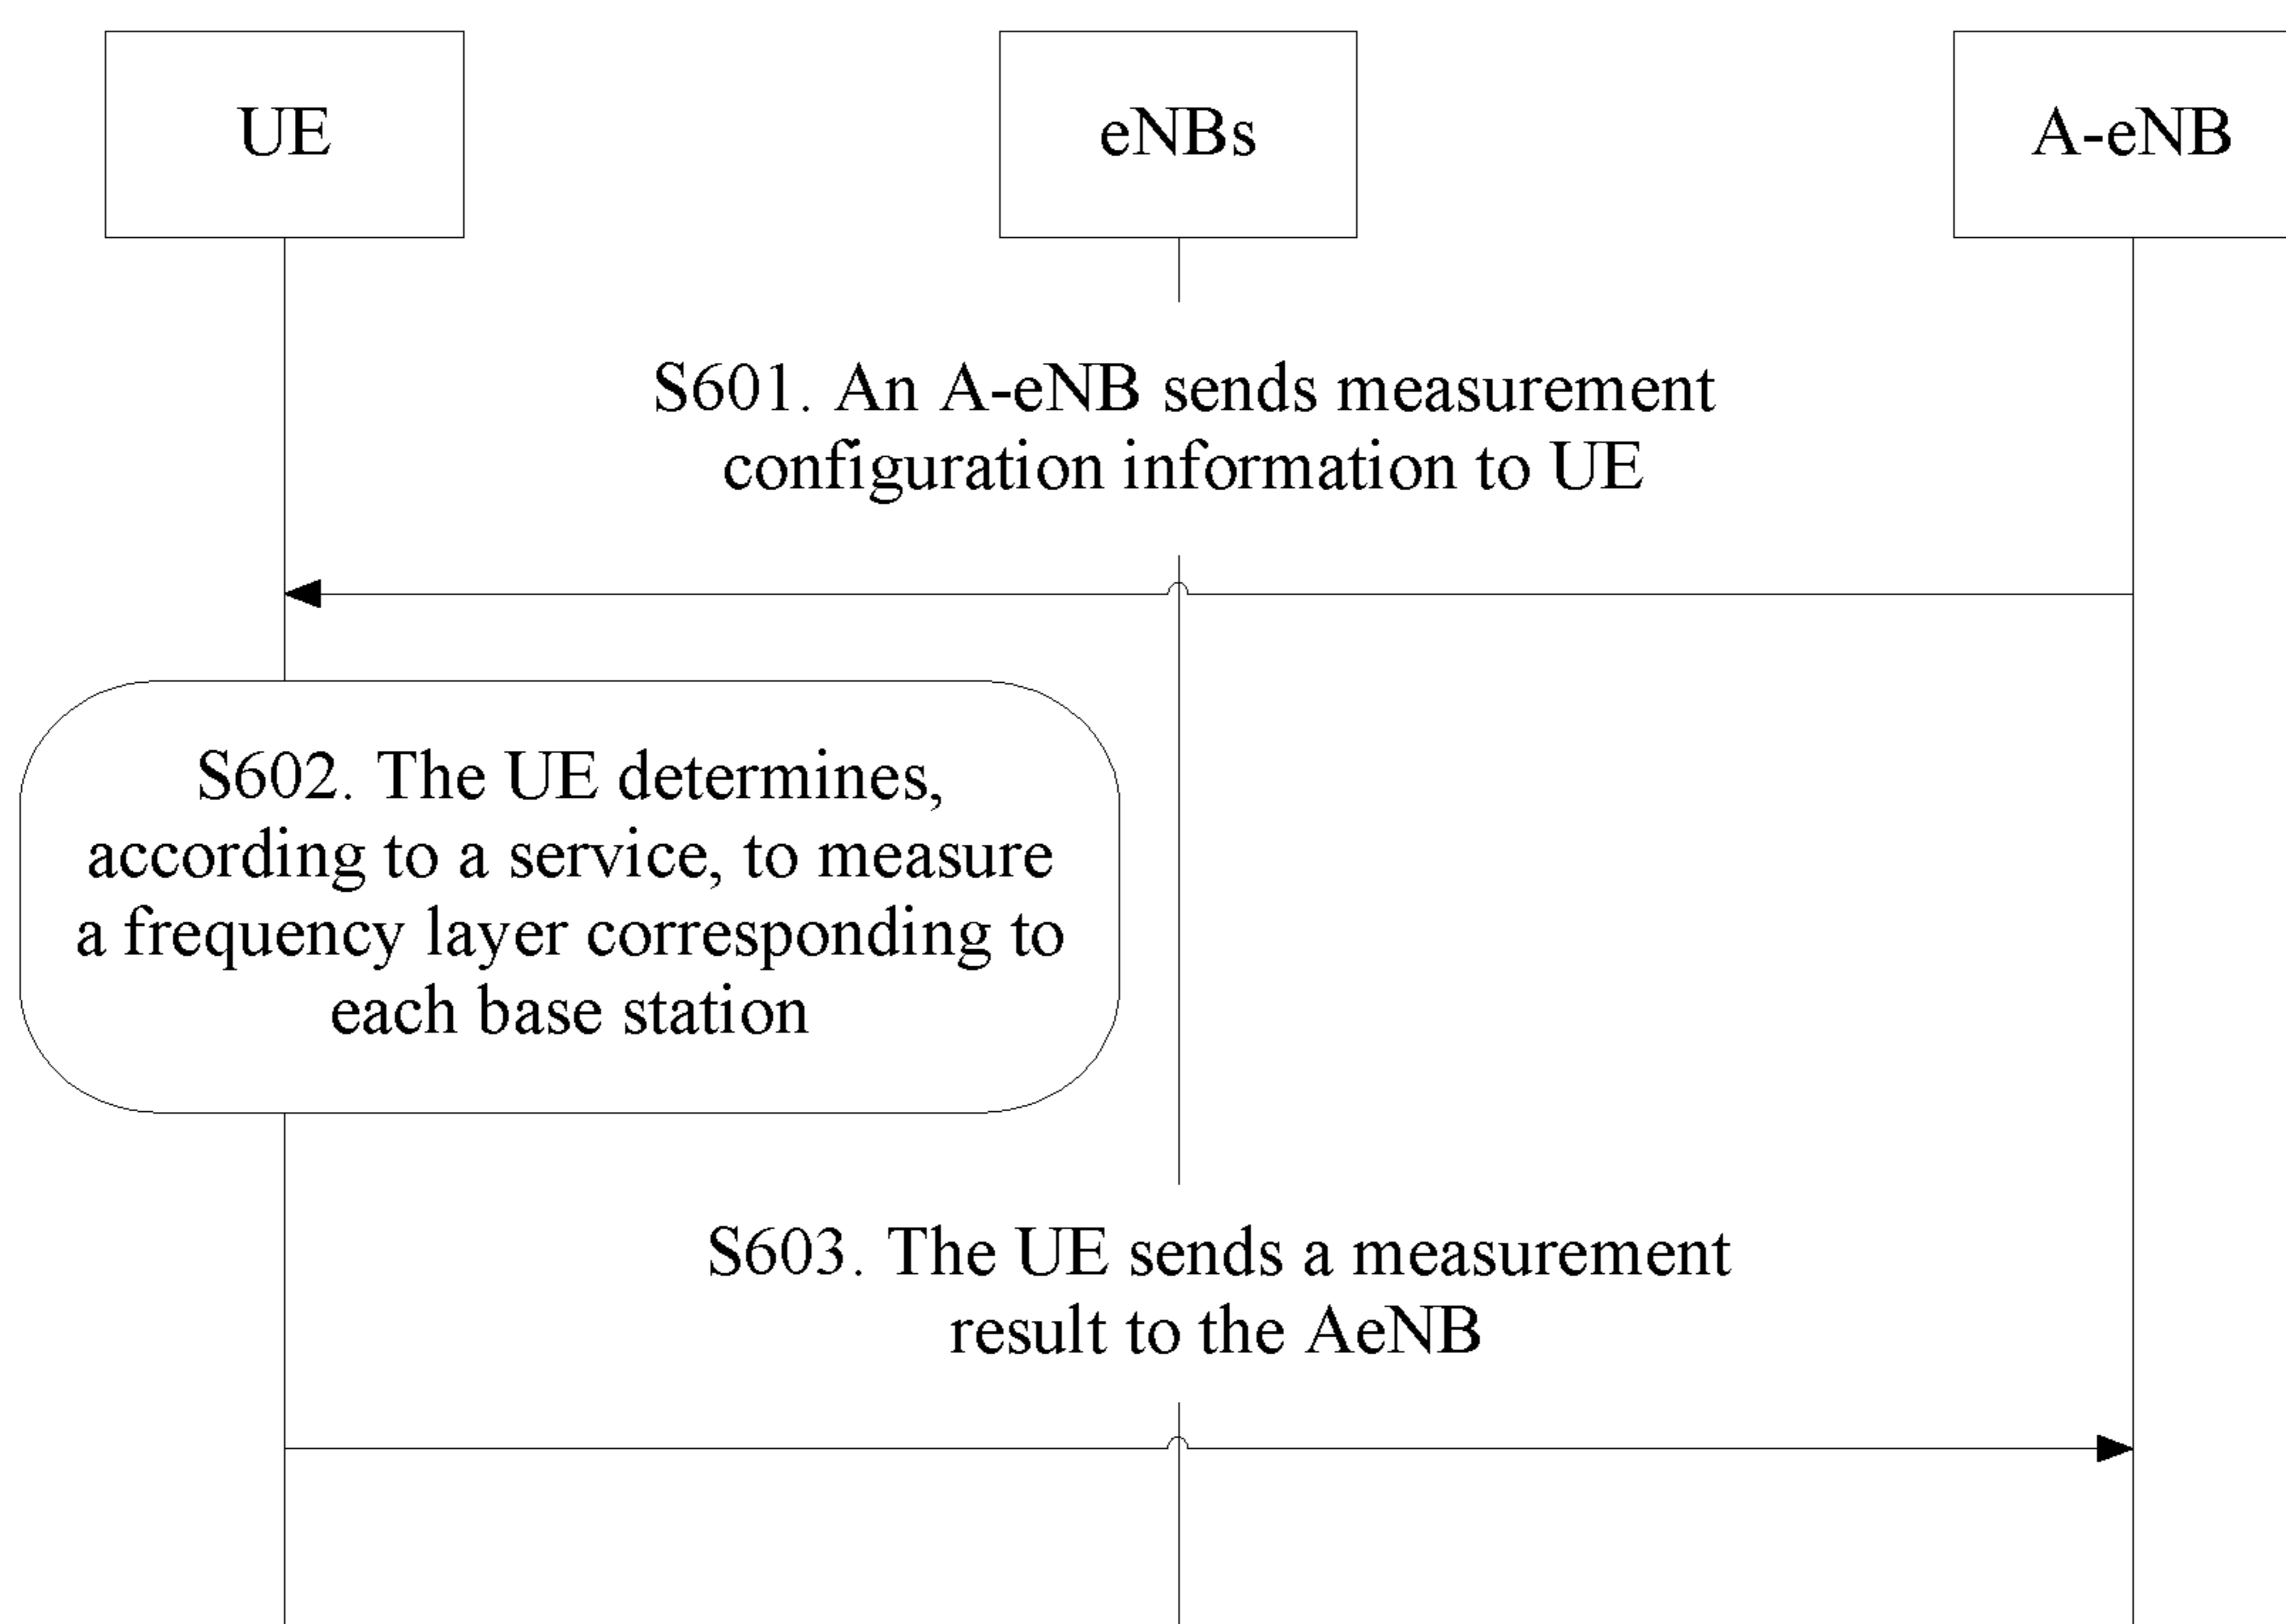 UE
eNBs
A-eNB
S601. An A-eNB sends measurement
configuration information to UE
S602. The UE determines,
according to a service, to measure
a frequency layer corresponding to
each base station
S603. The UE sends a measurement
result to the AeNB